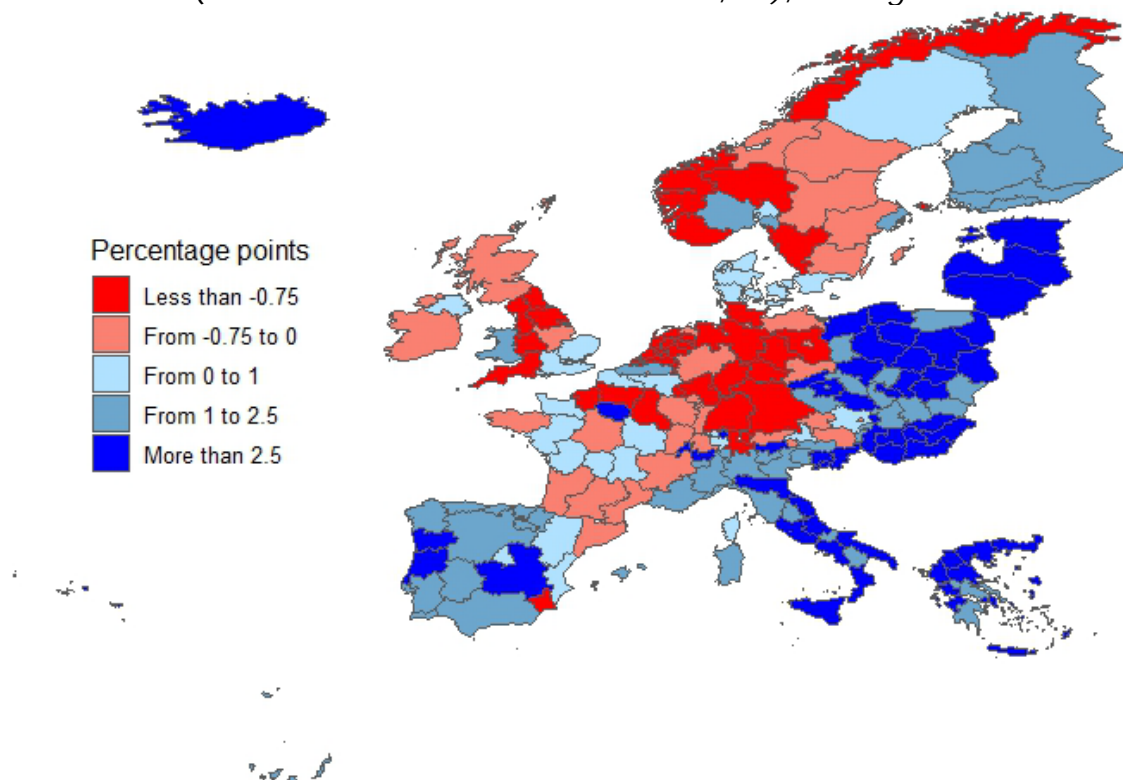 Percentage points
Less than -0.75
From -0.75 to 0
From 0 to 1
From 1 to 2.5
More than 2.5